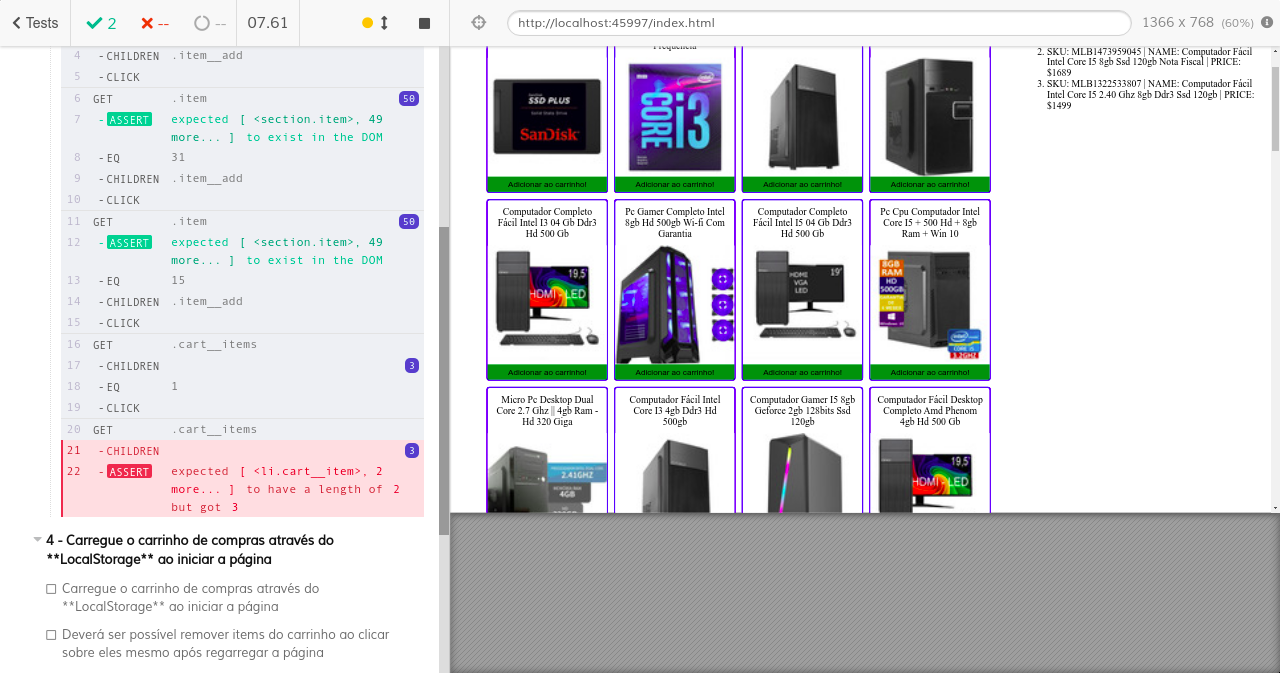 Tests
2
--
--
07.61
http://localhost:45997/index.html
1366 x 768 (60%)
4 -CHILDREN .item__add
5 -CLICK
6 GET .item 50
7 -ASSERT expected [ <section.item>, 49
more... ] to exist in the DOM
8 -EQ 31
9 -CHILDREN .item__add
10 -CLICK
11 GET .item 50
12 -ASSERT expected [ <section.item>, 49
more... ] to exist in the DOM
13 -EQ 15
14 -CHILDREN .item__add
15 -CLICK
16 GET .cart__items
17 -CHILDREN 3
18 -EQ 1
19 -CLICK
20 GET .cart__items
21 -CHILDREN 3
22 -ASSERT expected [ <li.cart__item>, 2
more... ] to have a length of 2
but got 3
4 - Carregue o carrinho de compras através do
**LocalStorage** ao iniciar a página
Carregue o carrinho de compras através do
**LocalStorage** ao iniciar a página
Deverá ser possível remover items do carrinho ao clicar
sobre eles mesmo após regarregar a página
SSD PLUS
SanDisk
intel
CORE i3
Adicionar ao carrinho!
Adicionar ao carrinho!
Adicionar ao carrinho!
Adicionar ao carrinho!
Computador Completo
Fácil Intel I3 04 Gb Ddr3
Hd 500 Gb
19,5'
HDMI - LED
Adicionar ao carrinho!
Pc Gamer Completo Intel
8gb Hd 500gb Wi-fi Com
Garantia
Adicionar ao carrinho!
Computador Completo
Fácil Intel I5 04 Gb Ddr3
Hd 500 Gb
HDMI
VGA
LED
19'
Adicionar ao carrinho!
Pc Cpu Computador Intel
Core I5 + 500 Hd + 8gb
Ram + Win 10
8GB
RAM
HD
500GB
intel
CORE i5
3.2GHZ
Adicionar ao carrinho!
Micro Pc Desktop Dual
Core 2.7 Ghz || 4gb Ram -
Hd 320 Giga
2.41GHZ
4GB
Computador Fácil Intel
Core I3 4gb Ddr3 Hd
500gb
Computador Gamer I5 8gb
Geforce 2gb 128bits Ssd
120gb
Computador Fácil Desktop
Completo Amd Phenom
4gb Hd 500 Gb
19,5'
HDMI - LED
2. SKU: MLB1473959045 | NAME: Computador Fácil
Intel Core I5 8gb Ssd 120gb Nota Fiscal | PRICE:
$1689
3. SKU: MLB1322533807 | NAME: Computador Fácil
Intel Core I5 2.40 Ghz 8gb Ddr3 Ssd 120gb | PRICE:
$1499